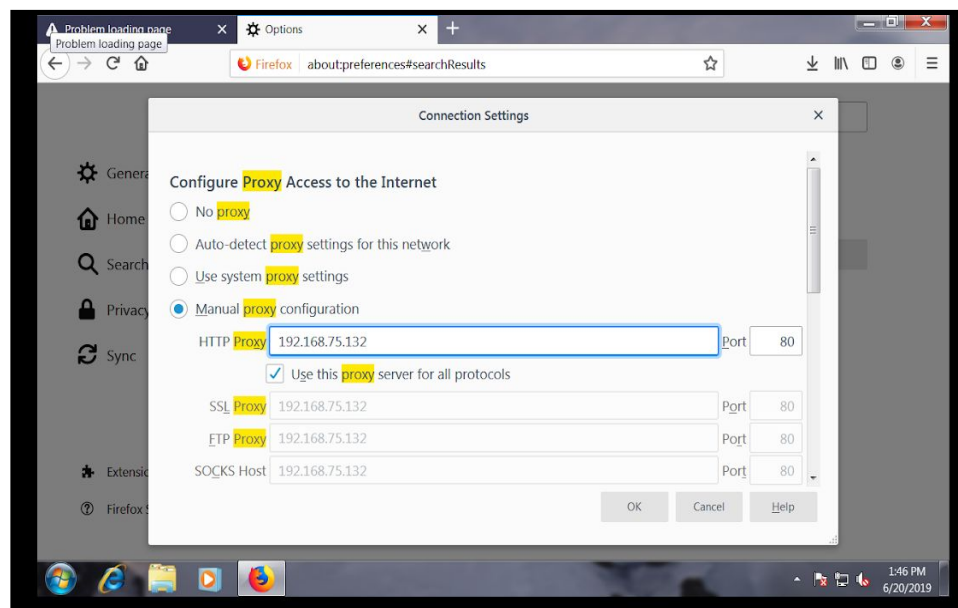 Problem loading page
Options
Problem loading page
Firefox about:preferences#searchResults
Connection Settings
Configure Proxy Access to the Internet
No proxy
Auto-detect proxy settings for this network
Use system proxy settings
Manual proxy configuration
HTTP Proxy 192.168.75.132 Port 80
Use this proxy server for all protocols
SSL Proxy 192.168.75.132 Port 80
FTP Proxy 192.168.75.132 Port 80
SOCKS Host 192.168.75.132 Port 80
OK Cancel Help
Genera
Home
Search
Privacy
Sync
Extensio
Firefox S
1:46 PM
6/20/2019